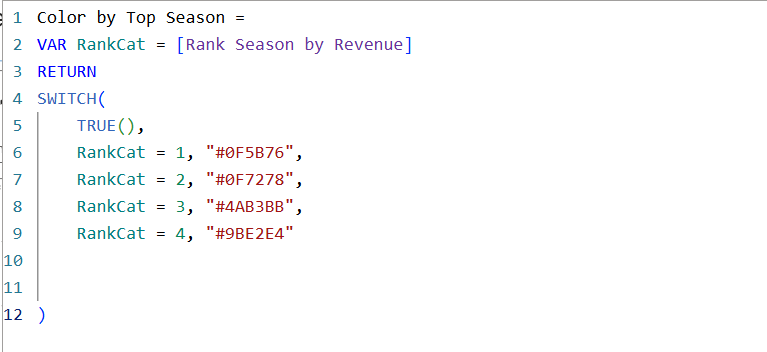 1 Color by Top Season =
2 VAR RankCat = [Rank Season by Revenue]
3 RETURN
4 SWITCH(
5 TRUE(),
6 RankCat = 1, "#0F5B76",
7 RankCat = 2, "#0F7278",
8 RankCat = 3, "#4AB3BB",
9 RankCat = 4, "#9BE2E4"
10
11
12 )